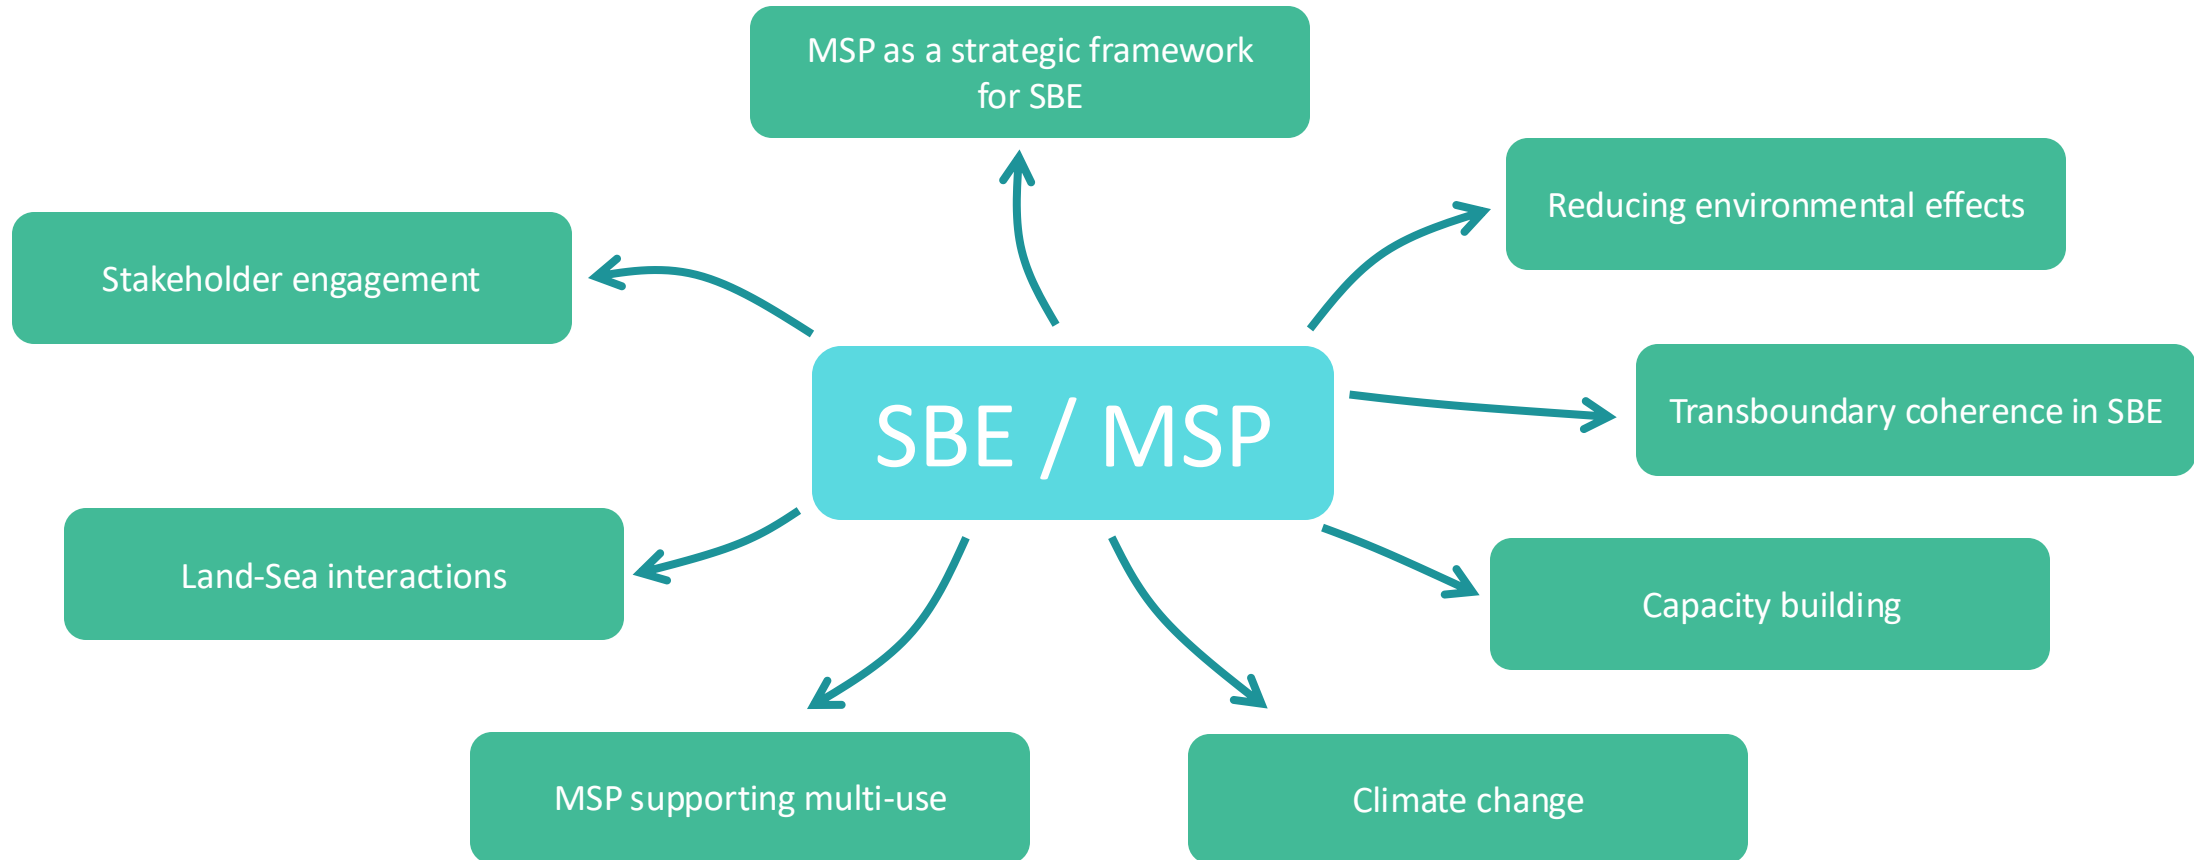 MSP as a strategic framework
for SBE
Reducing environmental effects
Stakeholder engagement
Transboundary coherence in SBE
SBE / MSP
Land-Sea interactions
Capacity building
MSP supporting multi-use
Climate change